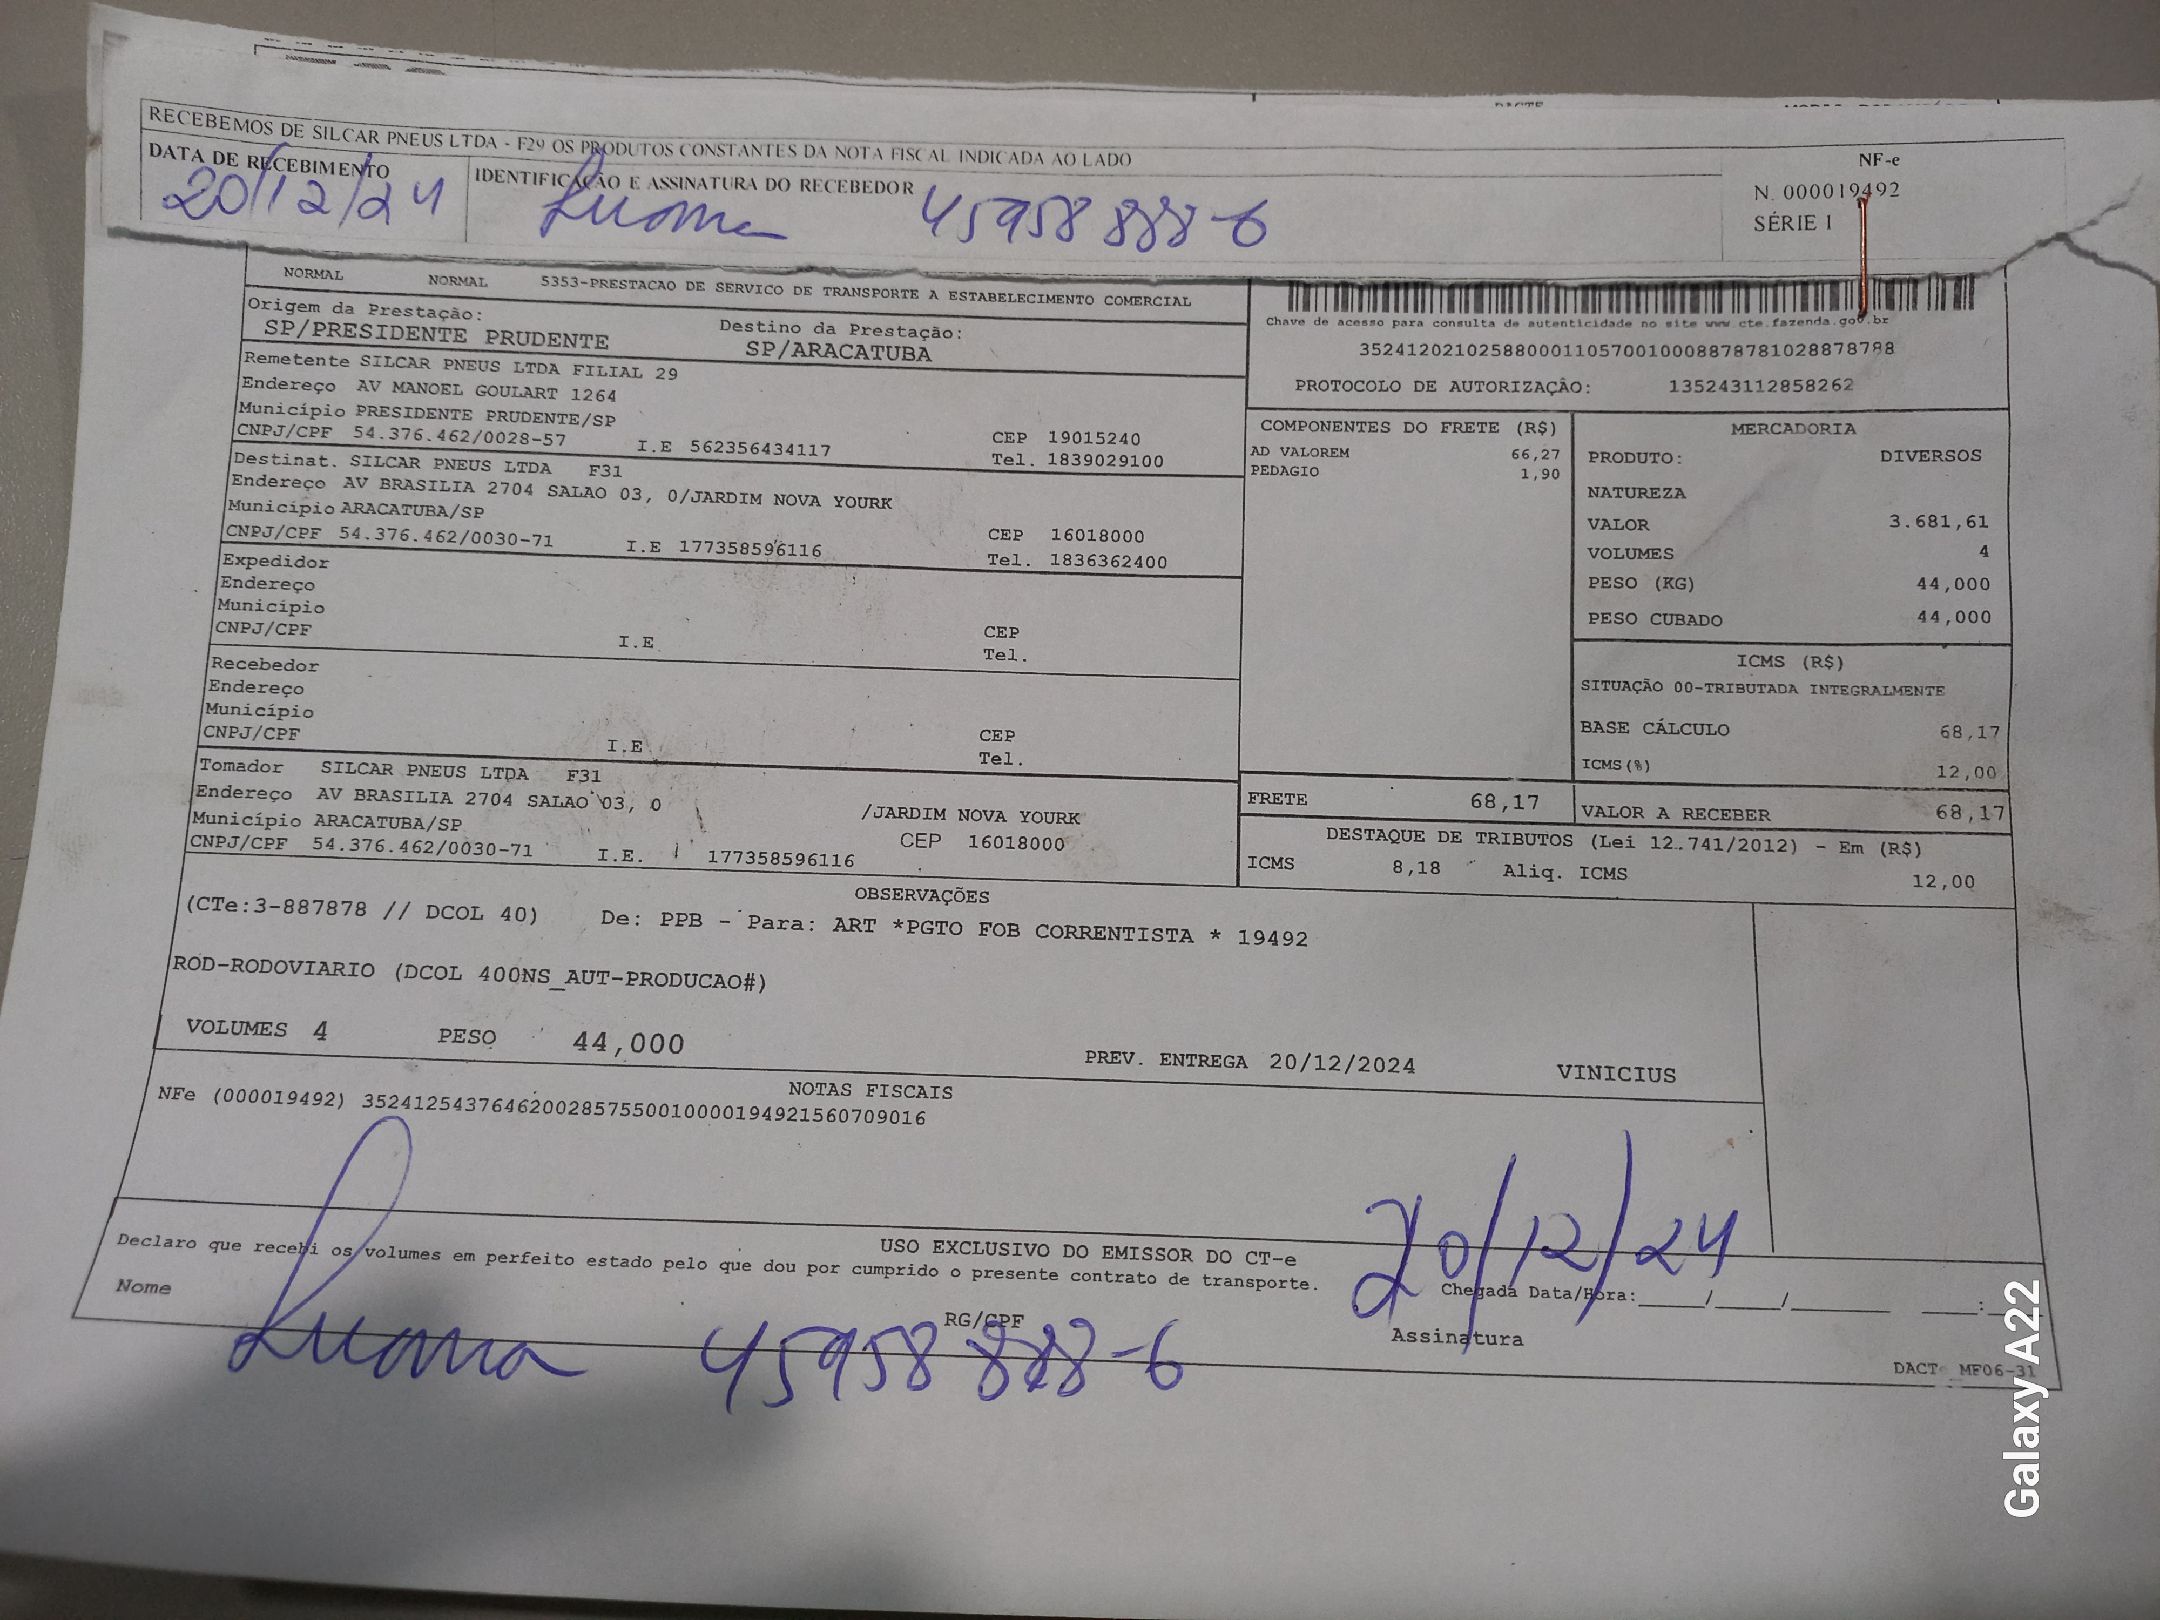 RECEBEMOS DE SILCAR PNEUS LTDA - F29 OS PRODUTOS CONSTANTES DA NOTA FISCAL INDICADA AO LADO
DATA DE RECEBIMENTO
20/12/24
IDENTIFICAÇÃO E ASSINATURA DO RECEBEDOR
45958 888-6
NF-e
N. 000019492
SÉRIE 1
NORMAL NORMAL 5353-PRESTACAO DE SERVICO DE TRANSPORTE A ESTABELECIMENTO COMERCIAL
Origem da Prestação: Destino da Prestação:
SP/PRESIDENTE PRUDENTE SP/ARACATUBA
Remetente SILCAR PNEUS LTDA FILIAL 29
Endereço AV MANOEL GOULART 1264
Município PRESIDENTE PRUDENTE/SP CEP 19015240
CNPJ/CPF 54.376.462/0028-57 I.E 562356434117 Tel. 1839029100
Destinat. SILCAR PNEUS LTDA F31
Endereço AV BRASILIA 2704 SALAO 03, 0/JARDIM NOVA YOURK
Município ARACATUBA/SP CEP 16018000
CNPJ/CPF 54.376.462/0030-71 I.E 177358596116 Tel. 1836362400
Expedidor
Endereço
Município CEP
CNPJ/CPF I.E Tel.
Recebedor
Endereço
Município CEP
CNPJ/CPF I.E Tel.
Tomador SILCAR PNEUS LTDA F31
Endereço AV BRASILIA 2704 SALAO 03, 0 /JARDIM NOVA YOURK
Município ARACATUBA/SP CEP 16018000
CNPJ/CPF 54.376.462/0030-71 I.E. 177358596116
Chave de acesso para consulta de autenticidade no site www.cte.fazenda.gov.br
35241202102588000110570010008878781028878788
PROTOCOLO DE AUTORIZAÇÃO: 135243112858262
COMPONENTES DO FRETE (R$)
AD VALOREM 66,27
PEDAGIO 1,90
MERCADORIA
PRODUTO: DIVERSOS
NATUREZA
VALOR 3.681,61
VOLUMES 4
PESO (KG) 44,000
PESO CUBADO 44,000
ICMS (R$)
SITUAÇÃO 00-TRIBUTADA INTEGRALMENTE
BASE CÁLCULO 68,17
ICMS(%) 12,00
FRETE 68,17 VALOR A RECEBER 68,17
DESTAQUE DE TRIBUTOS (Lei 12.741/2012) - Em (R$)
ICMS 8,18 Aliq. ICMS 12,00
OBSERVAÇÕES
(CTe:3-887878 // DCOL 40) De: PPB - Para: ART *PGTO FOB CORRENTISTA * 19492
ROD-RODOVIARIO (DCOL 400NS_AUT-PRODUCAO#)
VOLUMES 4 PESO 44,000 PREV. ENTREGA 20/12/2024 VINICIUS
NOTAS FISCAIS
NFe (000019492) 35241254376462002857550010000194921560709016
USO EXCLUSIVO DO EMISSOR DO CT-e
Declaro que recebi os volumes em perfeito estado pelo que dou por cumprido o presente contrato de transporte.
20/12/24
Chegada Data/Hora:____/____/______ ___:
Nome RG/CPF Assinatura
45958 888-6
DACT MF06-31
Galaxy A22